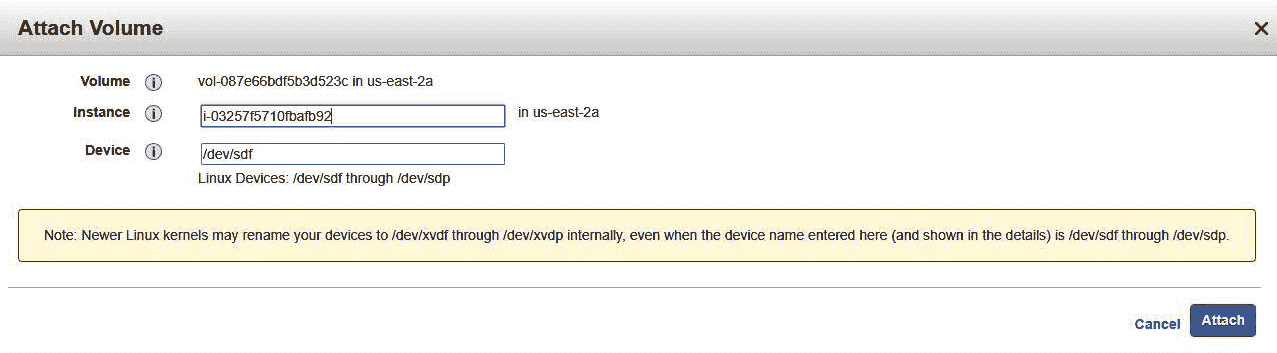 Attach Volume
Volume i vol-087e66bdf5b3d523c in us-east-2a
Instance i i-03257f5710fbafb92 in us-east-2a
Device i /dev/sdf
Linux Devices: /dev/sdf through /dev/sdp
Note: Newer Linux kernels may rename your devices to /dev/xvdf through /dev/xvdp internally, even when the device name entered here (and shown in the details) is /dev/sdf through /dev/sdp.
Cancel Attach